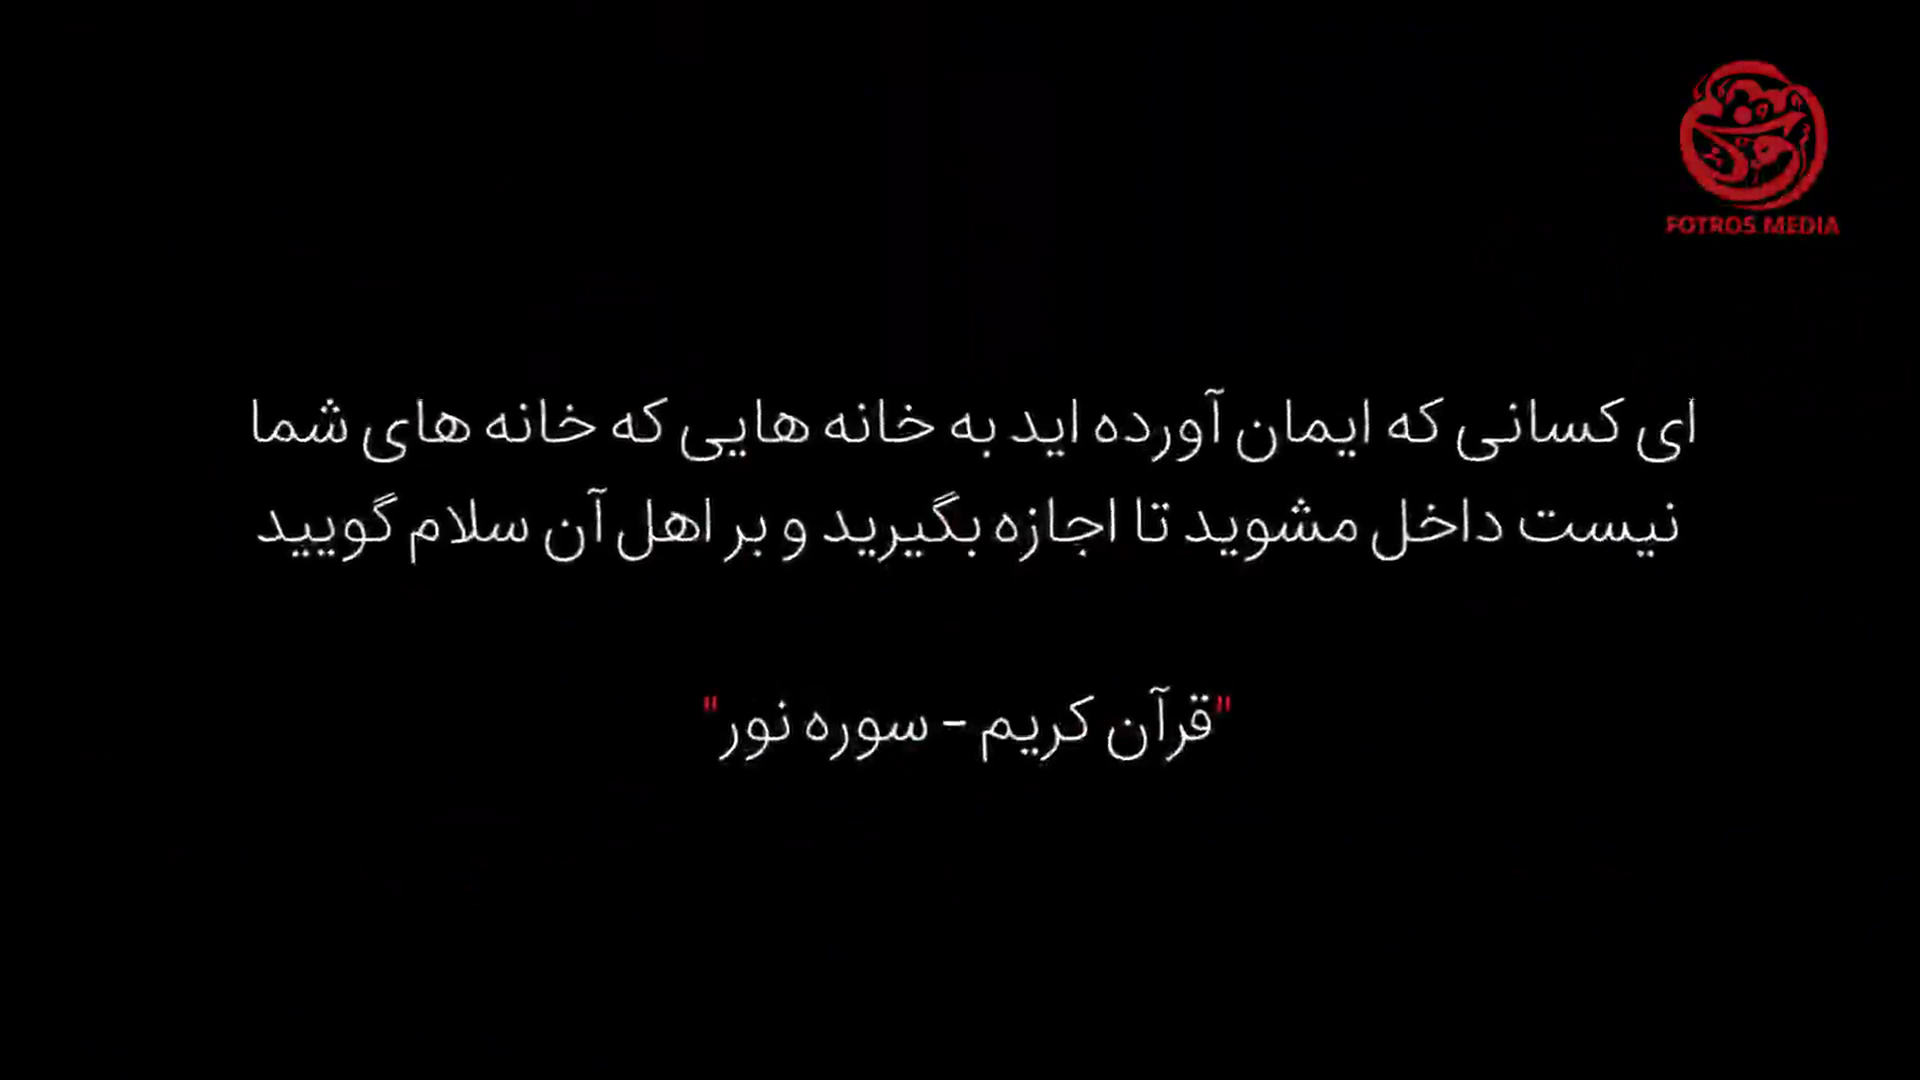 FOTROS MEDIA
ای کسانی که ایمان آورده اید به خانه هایی که خانه های شما
نیست داخل مشوید تا اجازه بگیرید و بر اهل آن سلام گویید
"قرآن کریم - سوره نور"